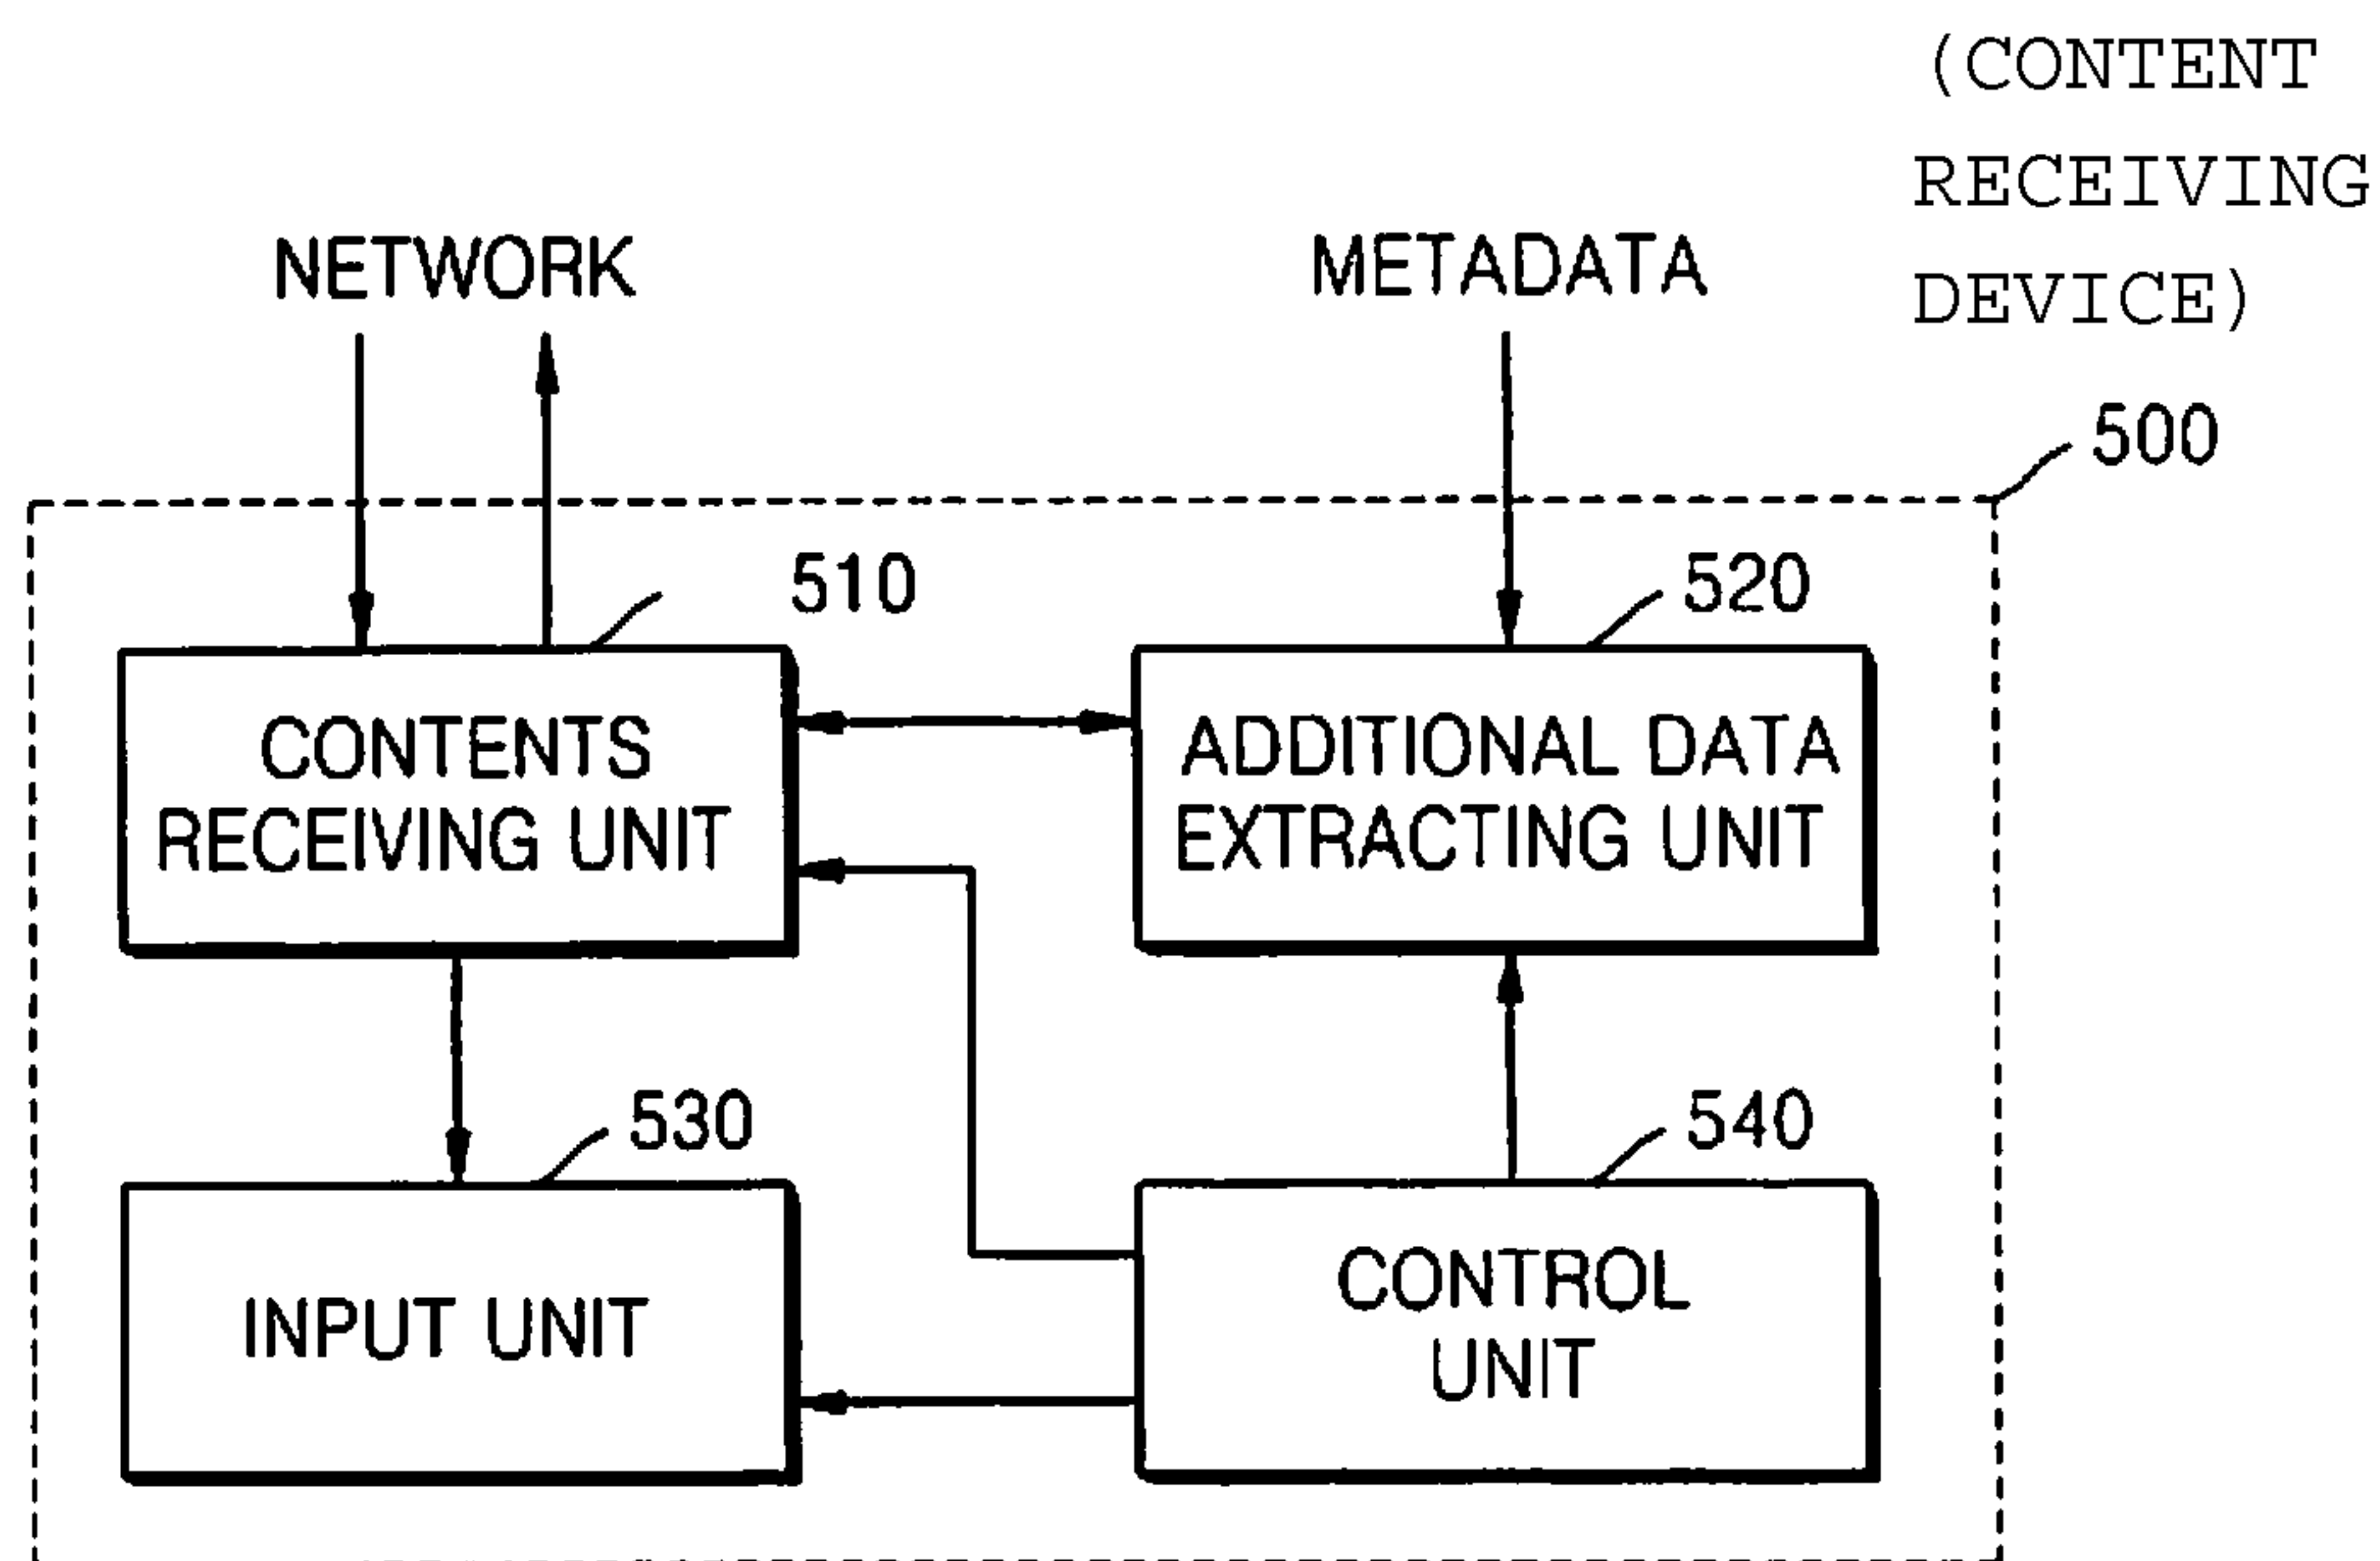 (CONTENT
RECEIVING
DEVICE)
NETWORK
METADATA
500
510
520
CONTENTS
RECEIVING UNIT
ADDITIONAL DATA
EXTRACTING UNIT
530
540
INPUT UNIT
CONTROL
UNIT